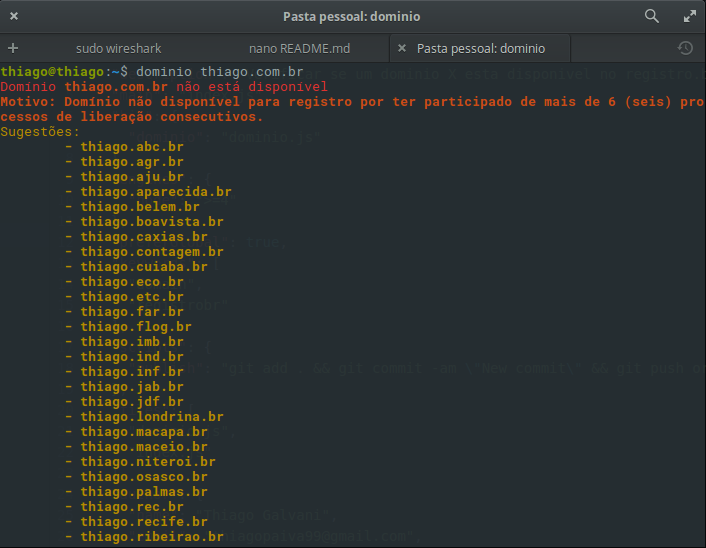 Pasta pessoal: dominio
sudo wireshark
nano README.md
Pasta pessoal: dominio
thiago@thiago:~$ dominio thiago.com.br
Domínio thiago.com.br não está disponível
Motivo: Domínio não disponível para registro por ter participado de mais de 6 (seis) pro
cessos de liberação consecutivos.
Sugestões:
- thiago.abc.br
- thiago.agr.br
- thiago.aju.br
- thiago.aparecida.br
- thiago.belem.br
- thiago.boavista.br
- thiago.caxias.br
- thiago.contagem.br
- thiago.cuiaba.br
- thiago.eco.br
- thiago.etc.br
- thiago.far.br
- thiago.flog.br
- thiago.imb.br
- thiago.ind.br
- thiago.inf.br
- thiago.jab.br
- thiago.jdf.br
- thiago.londrina.br
- thiago.macapa.br
- thiago.maceio.br
- thiago.niteroi.br
- thiago.osasco.br
- thiago.palmas.br
- thiago.rec.br
- thiago.recife.br
- thiago.ribeirao.br